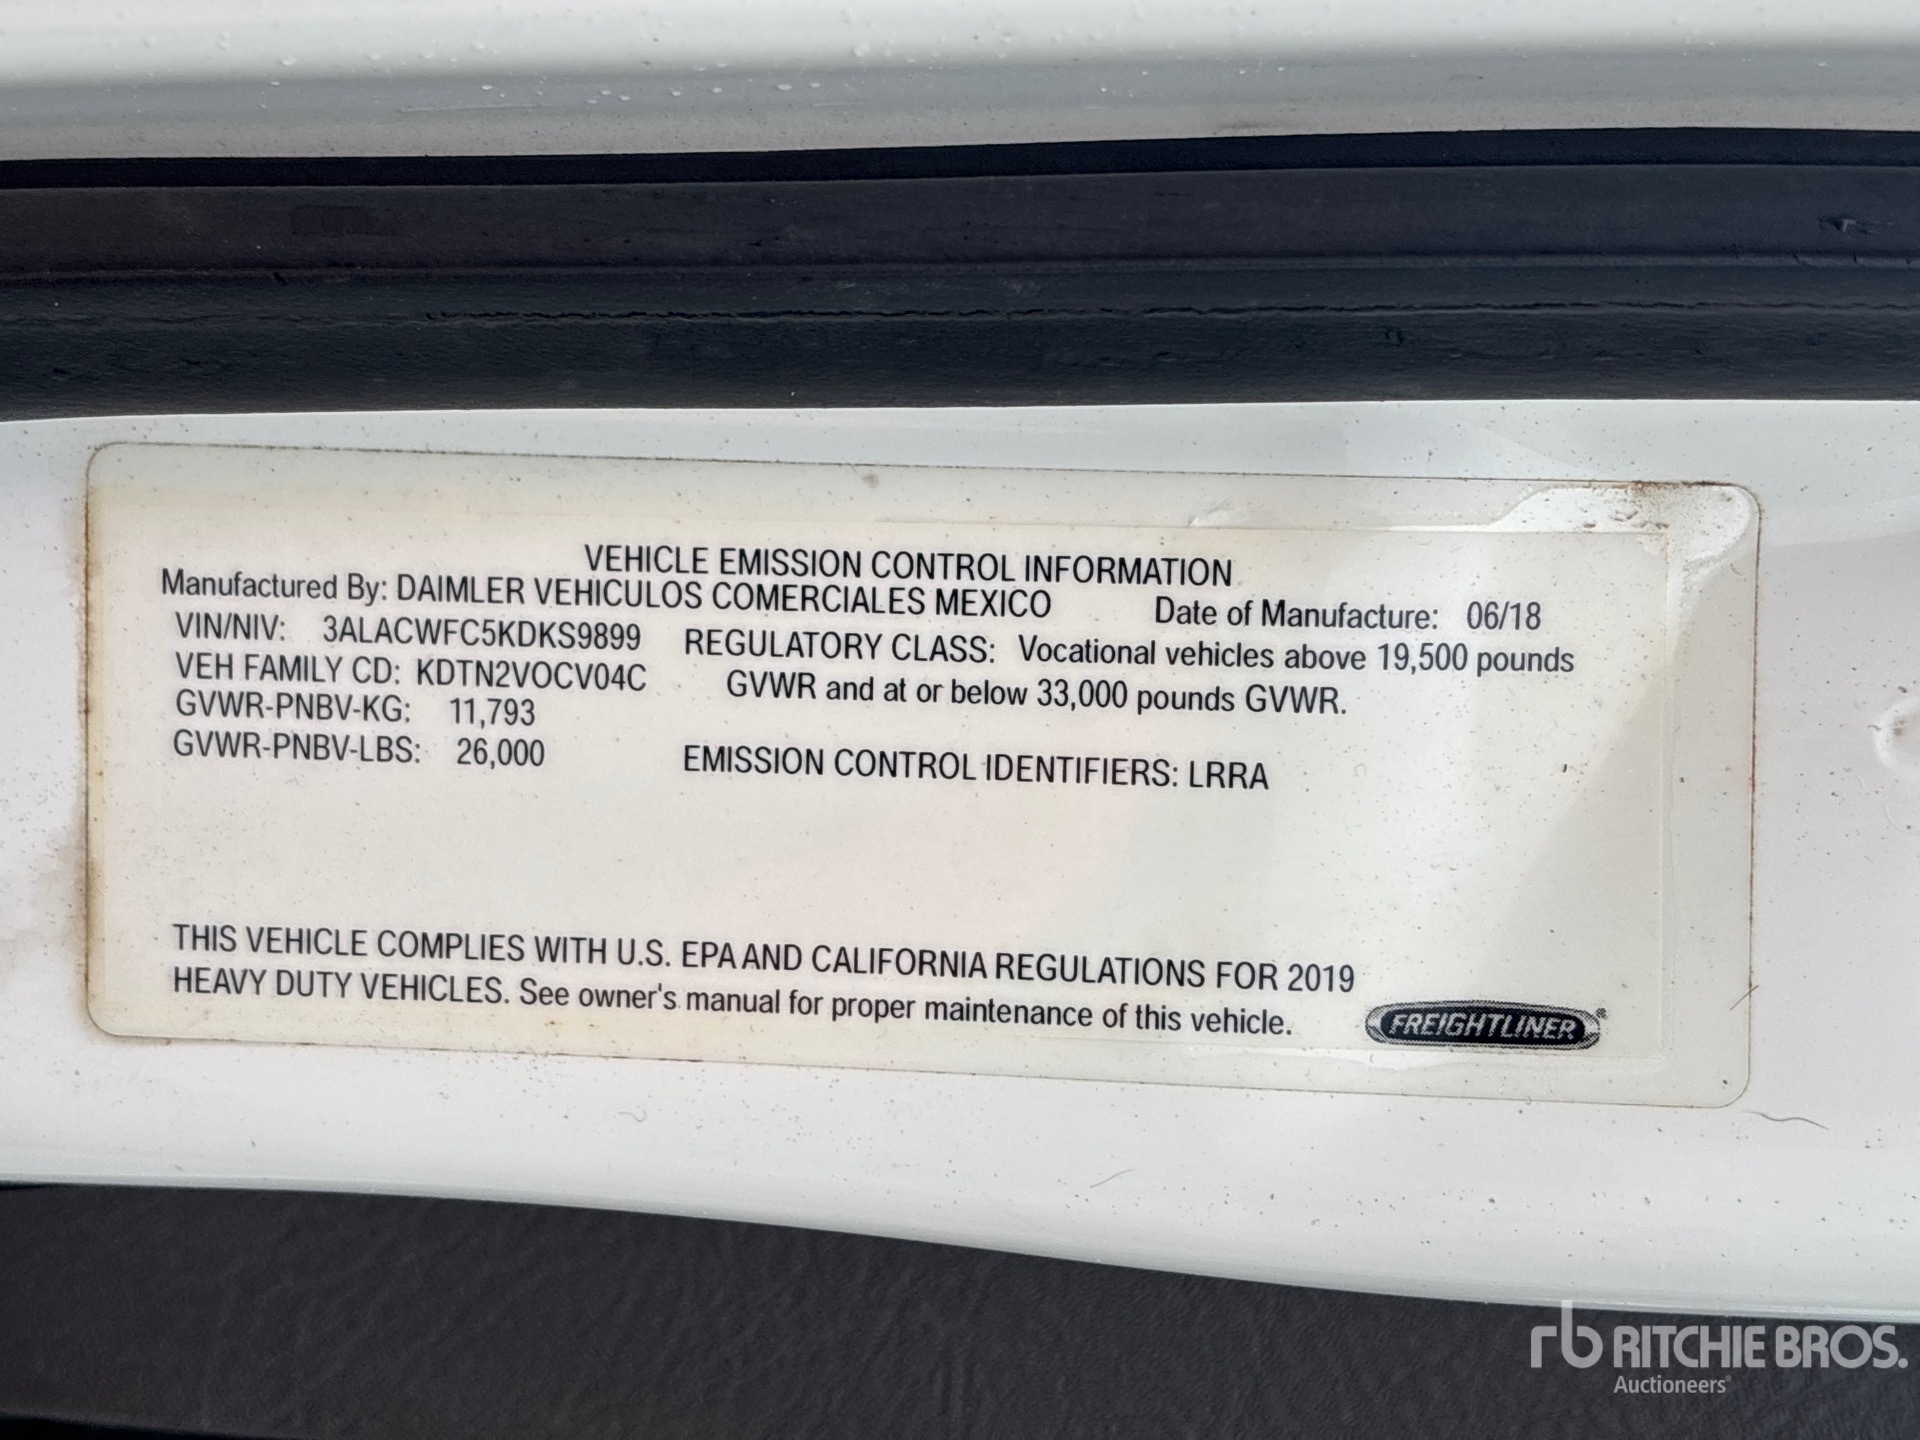 VEHICLE EMISSION CONTROL INFORMATION
Manufactured By: DAIMLER VEHICULOS COMERCIALES MEXICO Date of Manufacture: 06/18
VIN/NIV: 3ALACWFC5KDKS9899 REGULATORY CLASS: Vocational vehicles above 19,500 pounds
VEH FAMILY CD: KDTN2VOCV04C GVWR and at or below 33,000 pounds GVWR.
GVWR-PNBV-KG: 11,793
GVWR-PNBV-LBS: 26,000 EMISSION CONTROL IDENTIFIERS: LRRA
THIS VEHICLE COMPLIES WITH U.S. EPA AND CALIFORNIA REGULATIONS FOR 2019
HEAVY DUTY VEHICLES. See owner's manual for proper maintenance of this vehicle.
FREIGHTLINER®
rb RITCHIE BROS.
Auctioneers®